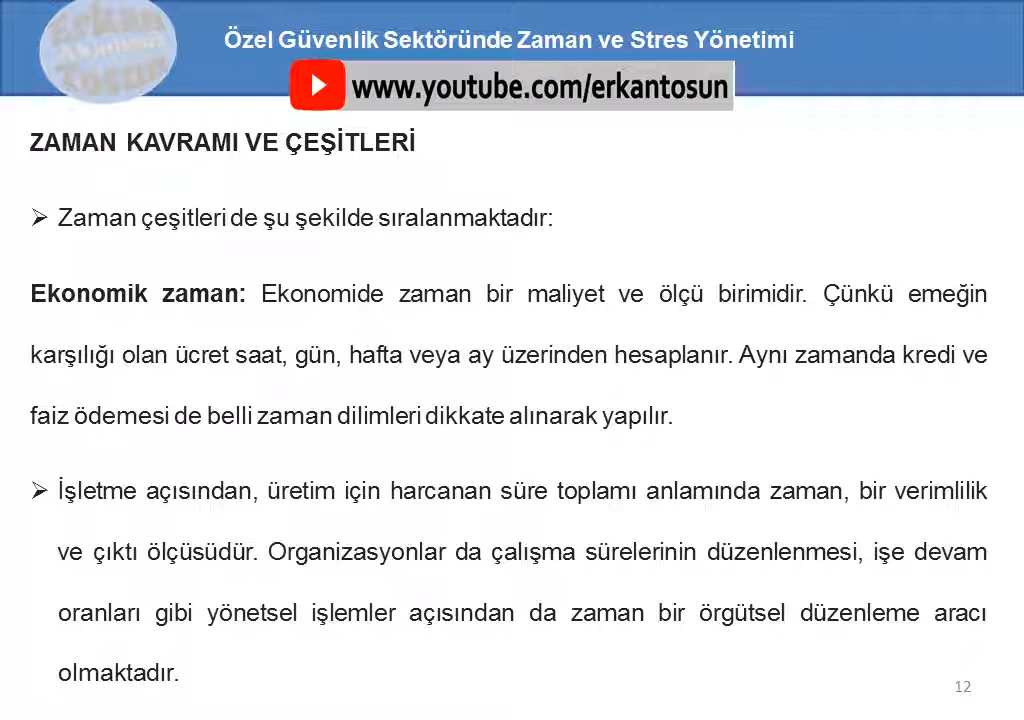 Erkan
Tosun
Özel Güvenlik Sektöründe Zaman ve Stres Yönetimi
www.youtube.com/erkantosun
ZAMAN KAVRAMI VE ÇEŞİTLERİ
➢ Zaman çeşitleri de şu şekilde sıralanmaktadır:
Ekonomik zaman: Ekonomide zaman bir maliyet ve ölçü birimidir. Çünkü emeğin
karşılığı olan ücret saat, gün, hafta veya ay üzerinden hesaplanır. Aynı zamanda kredi ve
faiz ödemesi de belli zaman dilimleri dikkate alınarak yapılır.
➢ İşletme açısından, üretim için harcanan süre toplamı anlamında zaman, bir verimlilik
ve çıktı ölçüsüdür. Organizasyonlar da çalışma sürelerinin düzenlenmesi, işe devam
oranları gibi yönetsel işlemler açısından da zaman bir örgütsel düzenleme aracı
olmaktadır.
12